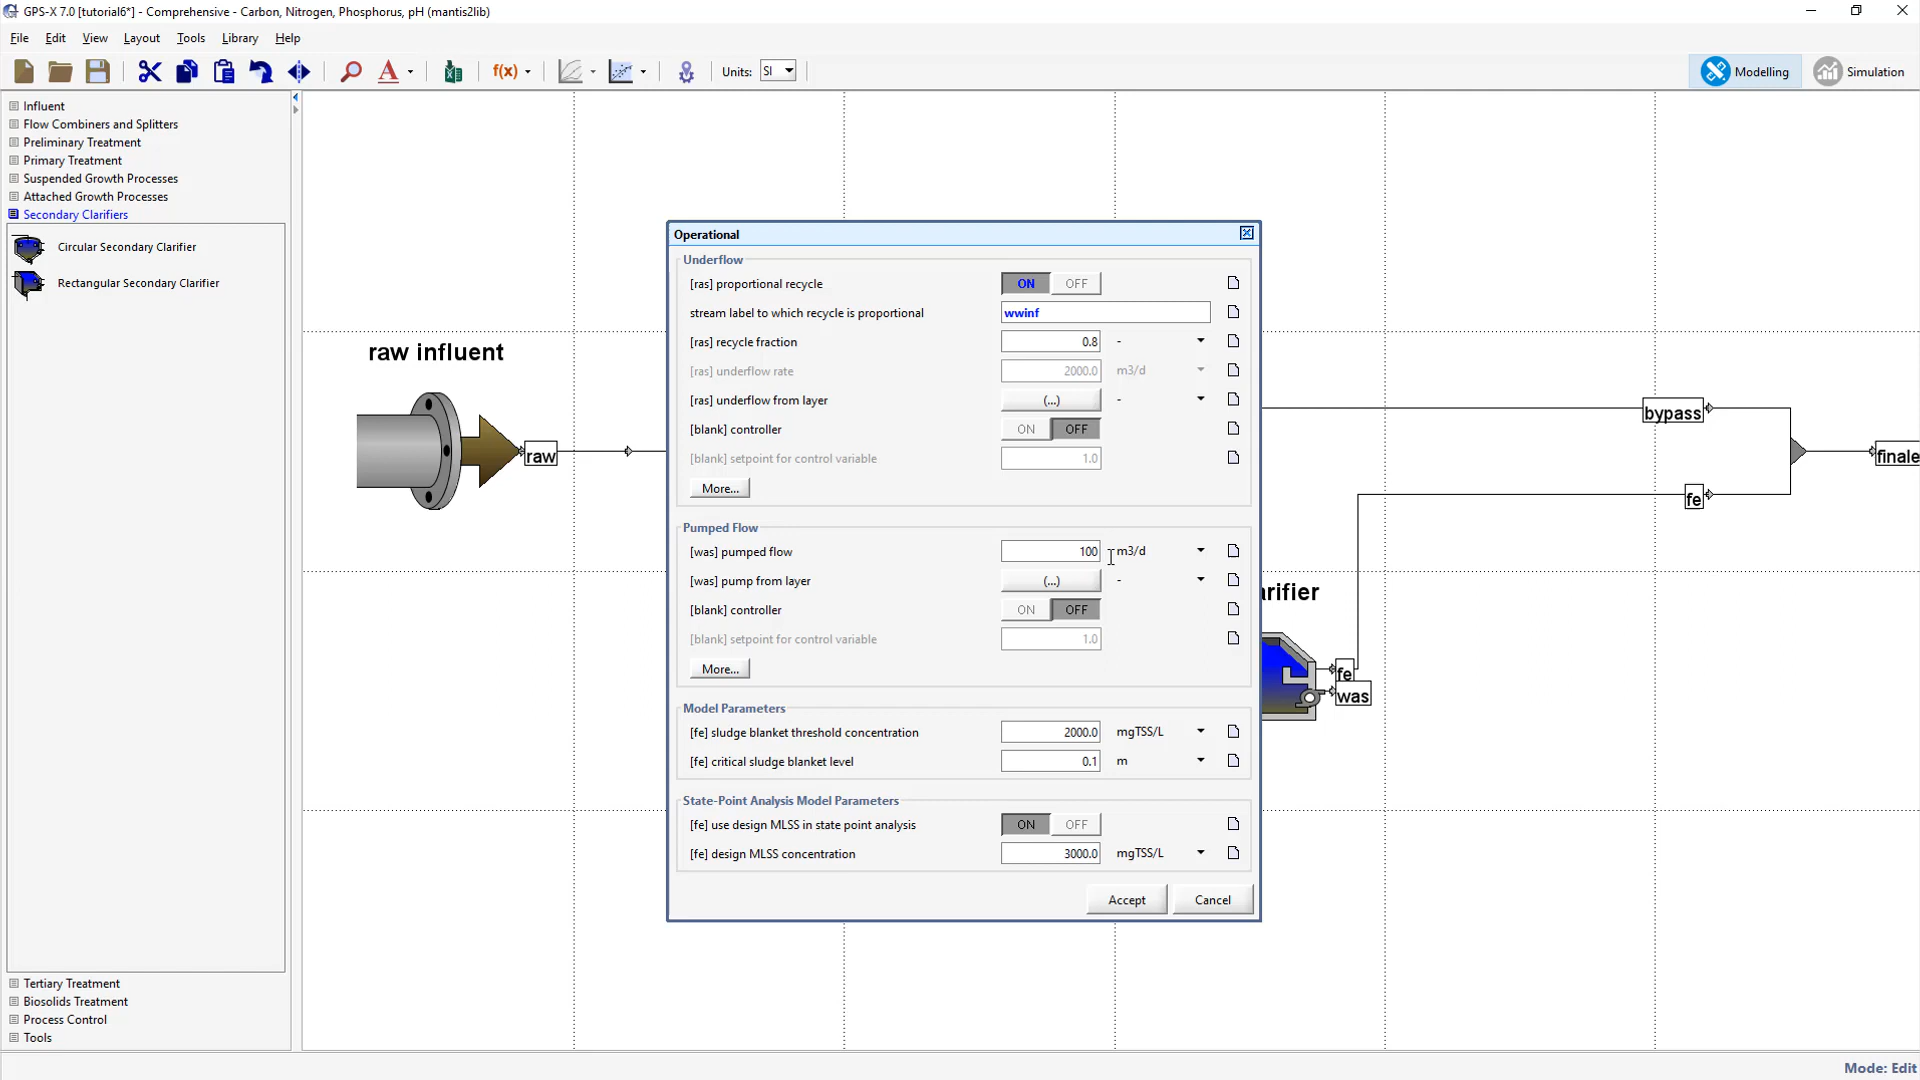 GPS-X 7.0 [tutorial6*] - Comprehensive - Carbon, Nitrogen, Phosphorus, pH (mantis2lib)
File Edit View Layout Tools Library Help
A f(x) Units: SI Modelling Simulation
Influent
Flow Combiners and Splitters
Preliminary Treatment
Primary Treatment
Suspended Growth Processes
Attached Growth Processes
Secondary Clarifiers
Circular Secondary Clarifier
Rectangular Secondary Clarifier
Tertiary Treatment
Biosolids Treatment
Process Control
Tools
raw influent
raw
Operational
Underflow
[ras] proportional recycle ON OFF
stream label to which recycle is proportional wwinf
[ras] recycle fraction 0.8 -
[ras] underflow rate 2000.0 m3/d
[ras] underflow from layer (...) -
[blank] controller ON OFF
[blank] setpoint for control variable 1.0
More...
Pumped Flow
[was] pumped flow 100 m3/d
[was] pump from layer (...) -
[blank] controller ON OFF
[blank] setpoint for control variable 1.0
More...
Model Parameters
[fe] sludge blanket threshold concentration 2000.0 mgTSS/L
[fe] critical sludge blanket level 0.1 m
State-Point Analysis Model Parameters
[fe] use design MLSS in state point analysis ON OFF
[fe] design MLSS concentration 3000.0 mgTSS/L
Accept Cancel
bypass
fe
finale
arifier
fe
was
Mode: Edit